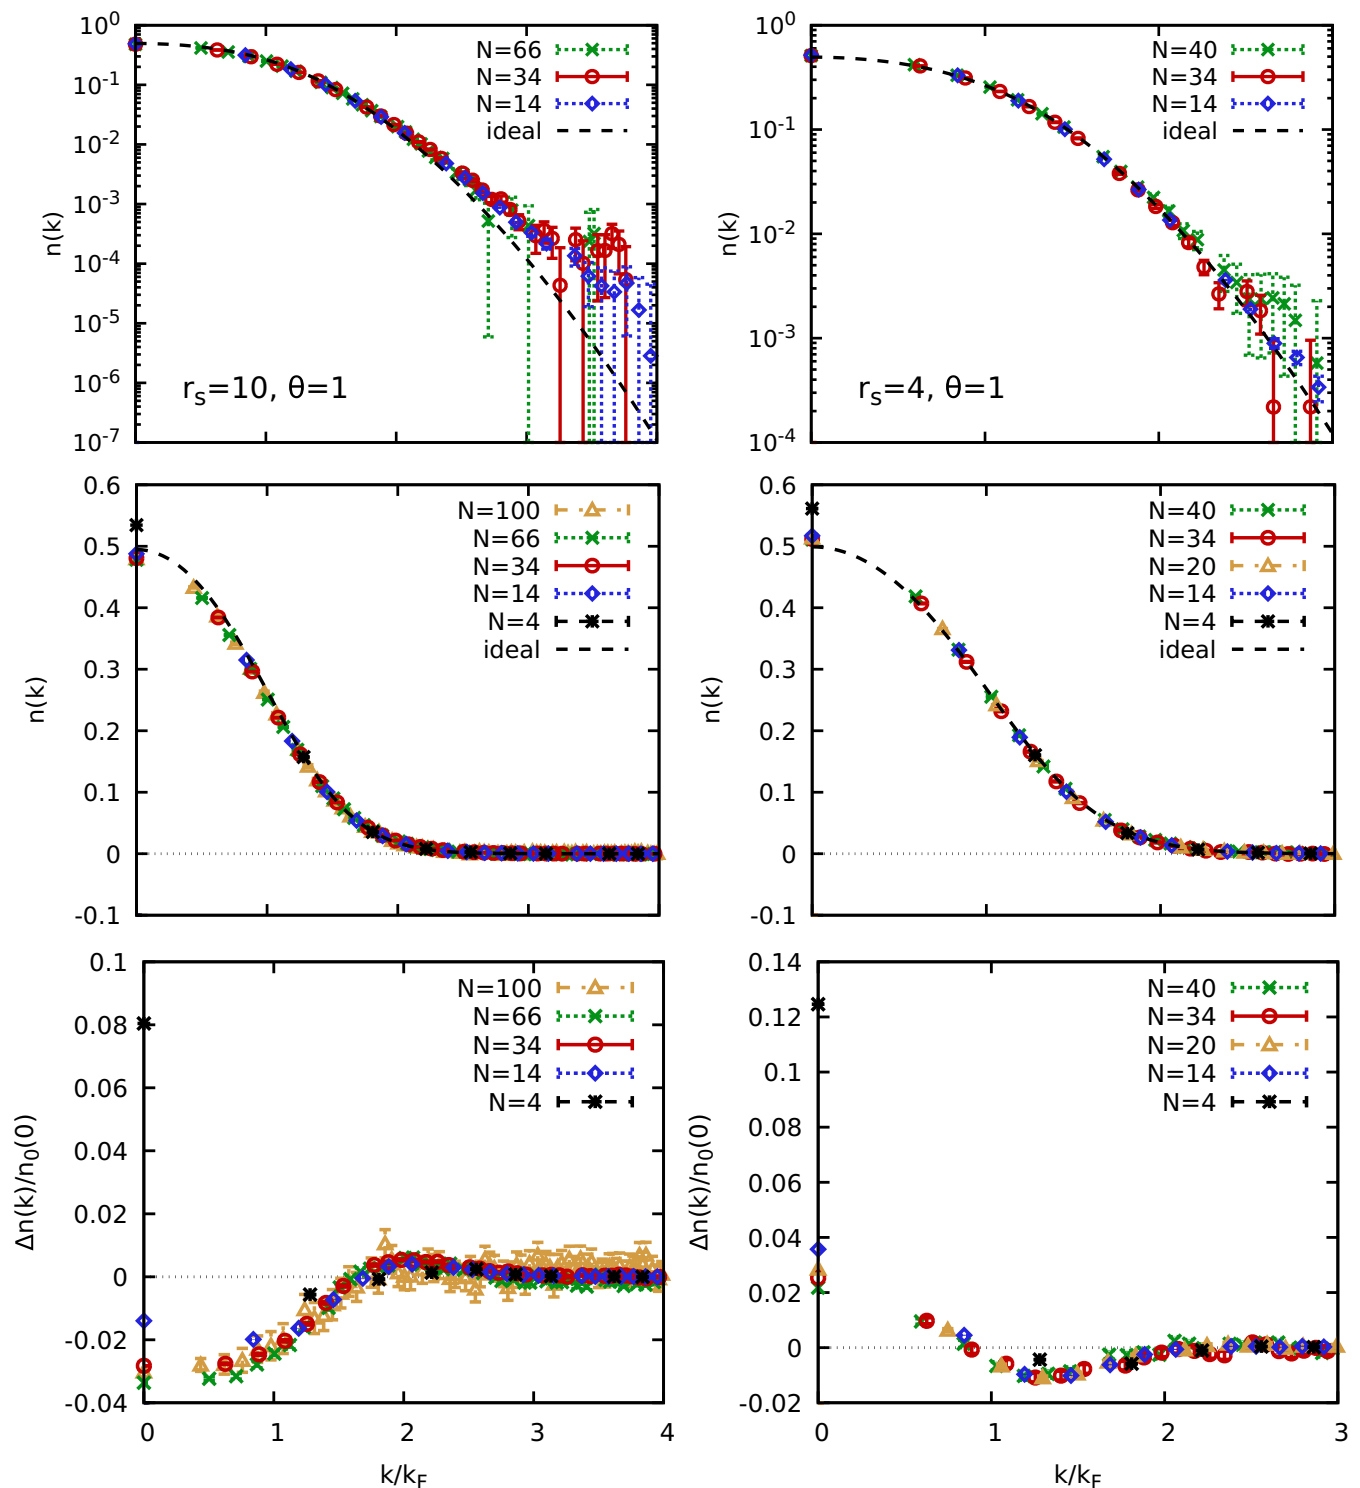 10^0
10^-1
10^-2
10^-3
10^-4
10^-5
10^-6
10^-7
n(k)
N=66
N=34
N=14
ideal
r_s=10, θ=1
10^0
10^-1
10^-2
10^-3
10^-4
n(k)
N=40
N=34
N=14
ideal
r_s=4, θ=1
0.6
0.5
0.4
0.3
0.2
0.1
0
-0.1
n(k)
N=100
N=66
N=34
N=14
N=4
ideal
0.6
0.5
0.4
0.3
0.2
0.1
0
-0.1
n(k)
N=40
N=34
N=20
N=14
N=4
ideal
0.1
0.08
0.06
0.04
0.02
0
-0.02
-0.04
Δn(k)/n_0(0)
N=100
N=66
N=34
N=14
N=4
0 1 2 3 4
k/k_F
0.14
0.12
0.1
0.08
0.06
0.04
0.02
0
-0.02
Δn(k)/n_0(0)
N=40
N=34
N=20
N=14
N=4
0 1 2 3
k/k_F